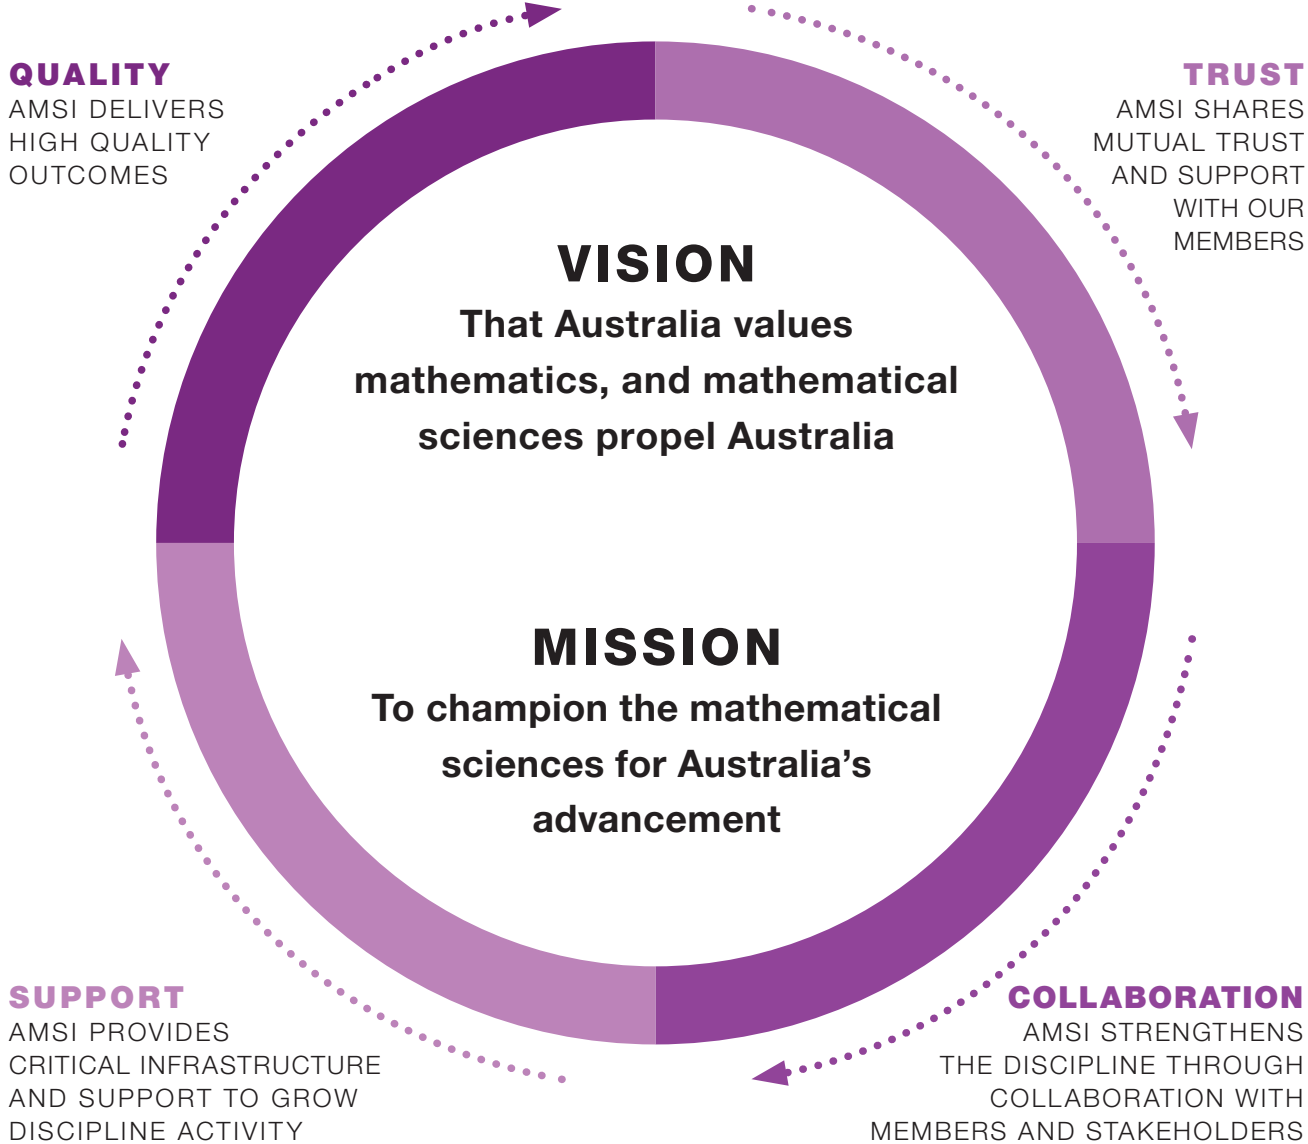 QUALITY
AMSI DELIVERS
HIGH QUALITY
OUTCOMES
TRUST
AMSI SHARES
MUTUAL TRUST
AND SUPPORT
WITH OUR
MEMBERS
VISION
That Australia values
mathematics, and mathematical
sciences propel Australia
MISSION
To champion the mathematical
sciences for Australia’s
advancement
SUPPORT
AMSI PROVIDES
CRITICAL INFRASTRUCTURE
AND SUPPORT TO GROW
DISCIPLINE ACTIVITY
COLLABORATION
AMSI STRENGTHENS
THE DISCIPLINE THROUGH
COLLABORATION WITH
MEMBERS AND STAKEHOLDERS